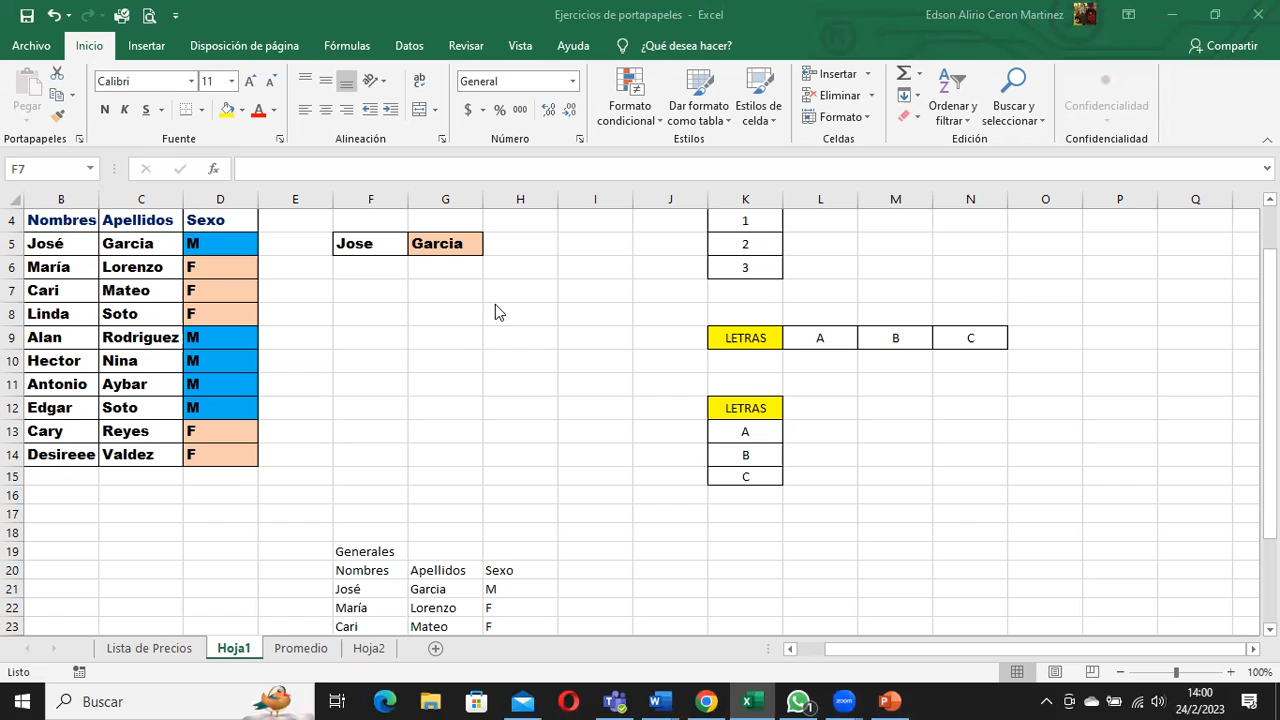 Ejercicios de portapapeles - Excel
Edson Alirio Ceron Martinez
Archivo Inicio Insertar Disposición de página Fórmulas Datos Revisar Vista Ayuda ¿Qué desea hacer? Compartir
Pegar
Calibri 11
N K S
General
$ % 000
Formato condicional
Dar formato como tabla
Estilos de celda
Insertar
Eliminar
Formato
Ordenar y filtrar
Buscar y seleccionar
Confidencialidad
Portapapeles Fuente Alineación Número Estilos Celdas Edición Confidencialidad
F7 fx
B C D E F G H I J K L M N O P Q
4 Nombres Apellidos Sexo 1
5 José Garcia M Jose Garcia 2
6 María Lorenzo F 3
7 Cari Mateo F
8 Linda Soto F
9 Alan Rodriguez M LETRAS A B C
10 Hector Nina M
11 Antonio Aybar M
12 Edgar Soto M LETRAS
13 Cary Reyes F A
14 Desireee Valdez F B
15 C
16
17
18
19 Generales
20 Nombres Apellidos Sexo
21 José Garcia M
22 María Lorenzo F
23 Cari Mateo F
Lista de Precios Hoja1 Promedio Hoja2
Listo 100%
Buscar
1
14:00
24/2/2023